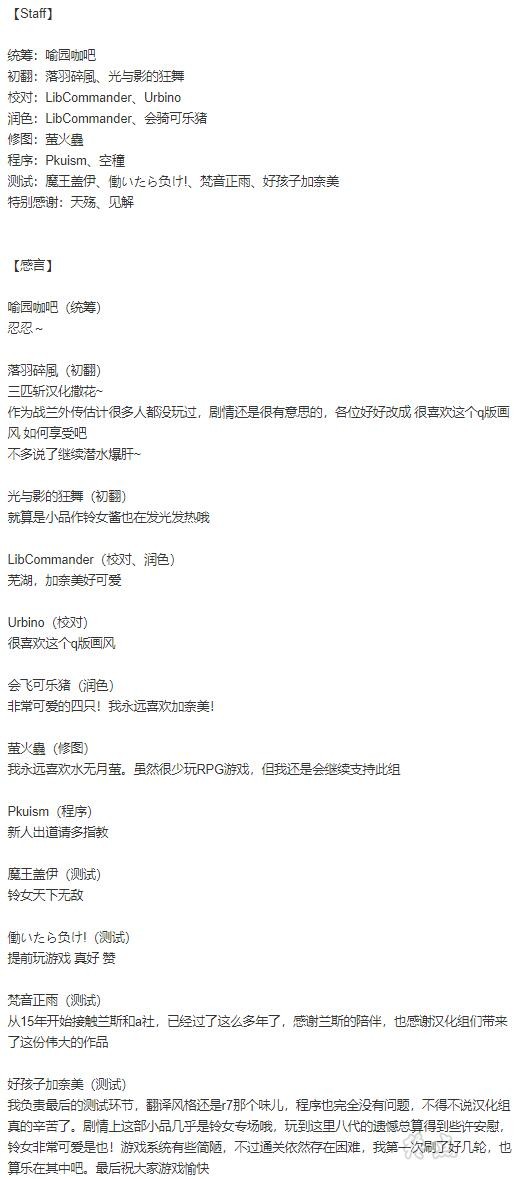 【Staff】
统筹：喻园咖吧
初翻：落羽碎風、光与影的狂舞
校对：LibCommander、Urbino
润色：LibCommander、会骑可乐猪
修图：萤火蟲
程序：Pkuism、空穜
测试：魔王盖伊、働いたら负け!、梵音正雨、好孩子加奈美
特别感谢：天殇、见解
【感言】
喻园咖吧（统筹）
忍忍～
落羽碎風（初翻）
三匹斩汉化撒花~
作为战兰外传估计很多人都没玩过，剧情还是很有意思的，各位好好改成 很喜欢这个q版画
风 如何享受吧
不多说了继续潜水爆肝~
光与影的狂舞（初翻）
就算是小品作铃女酱也在发光发热哦
LibCommander（校对、润色）
芜湖，加奈美好可爱
Urbino（校对）
很喜欢这个q版画风
会飞可乐猪（润色）
非常可爱的四只！我永远喜欢加奈美！
萤火蟲（修图）
我永远喜欢水无月萤。虽然很少玩RPG游戏，但我还是会继续支持此组
Pkuism（程序）
新人出道请多指教
魔王盖伊（测试）
铃女天下无敌
働いたら负け!（测试）
提前玩游戏 真好 赞
梵音正雨（测试）
从15年开始接触兰斯和a社，已经过了这么多年了，感谢兰斯的陪伴，也感谢汉化组们带来
了这份伟大的作品
好孩子加奈美（测试）
我负责最后的测试环节，翻译风格还是r7那个味儿，程序也完全没有问题，不得不说汉化组
真的辛苦了。剧情上这部小品几乎是铃女专场哦，玩到这里八代的遗憾总算得到些许安慰，
铃女非常可爱是也！游戏系统有些简陋，不过通关依然存在困难，我第一次刷了好几轮，也
算乐在其中吧。最后祝大家游戏愉快